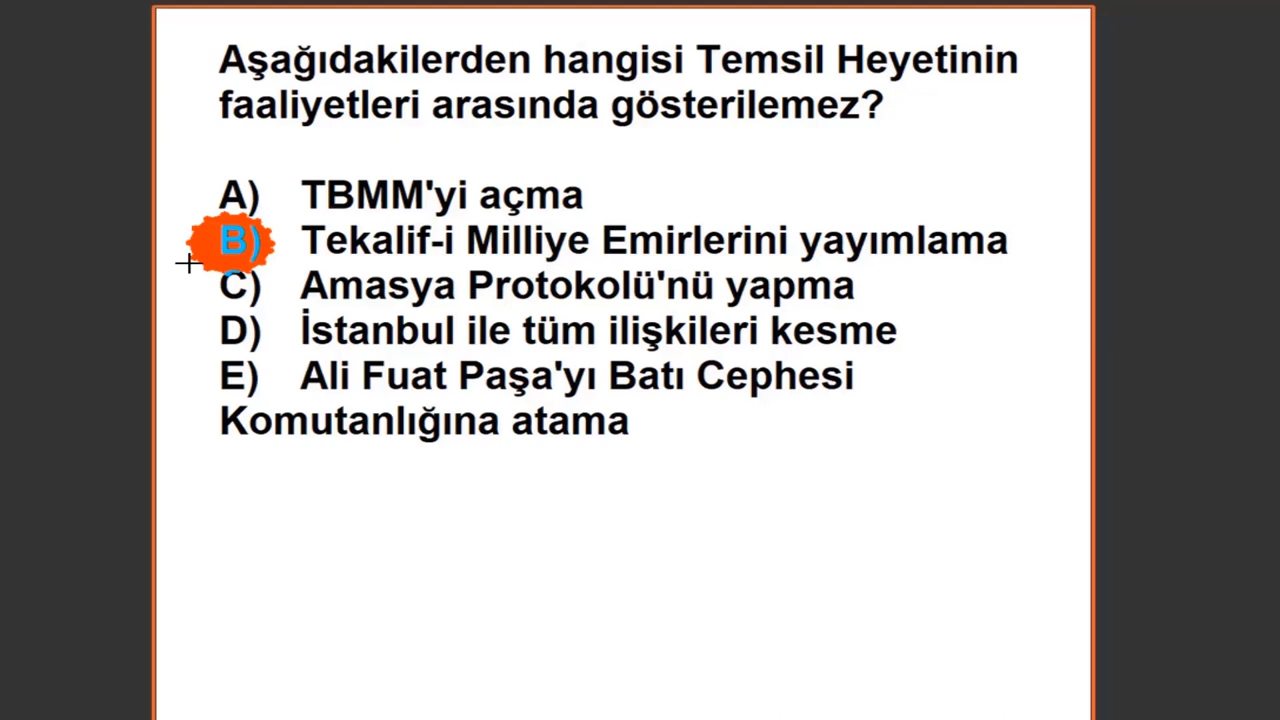 Aşağıdakilerden hangisi Temsil Heyetinin
faaliyetleri arasında gösterilemez?
A) TBMM'yi açma
B) Tekalif-i Milliye Emirlerini yayımlama
C) Amasya Protokolü'nü yapma
D) İstanbul ile tüm ilişkileri kesme
E) Ali Fuat Paşa'yı Batı Cephesi
Komutanlığına atama